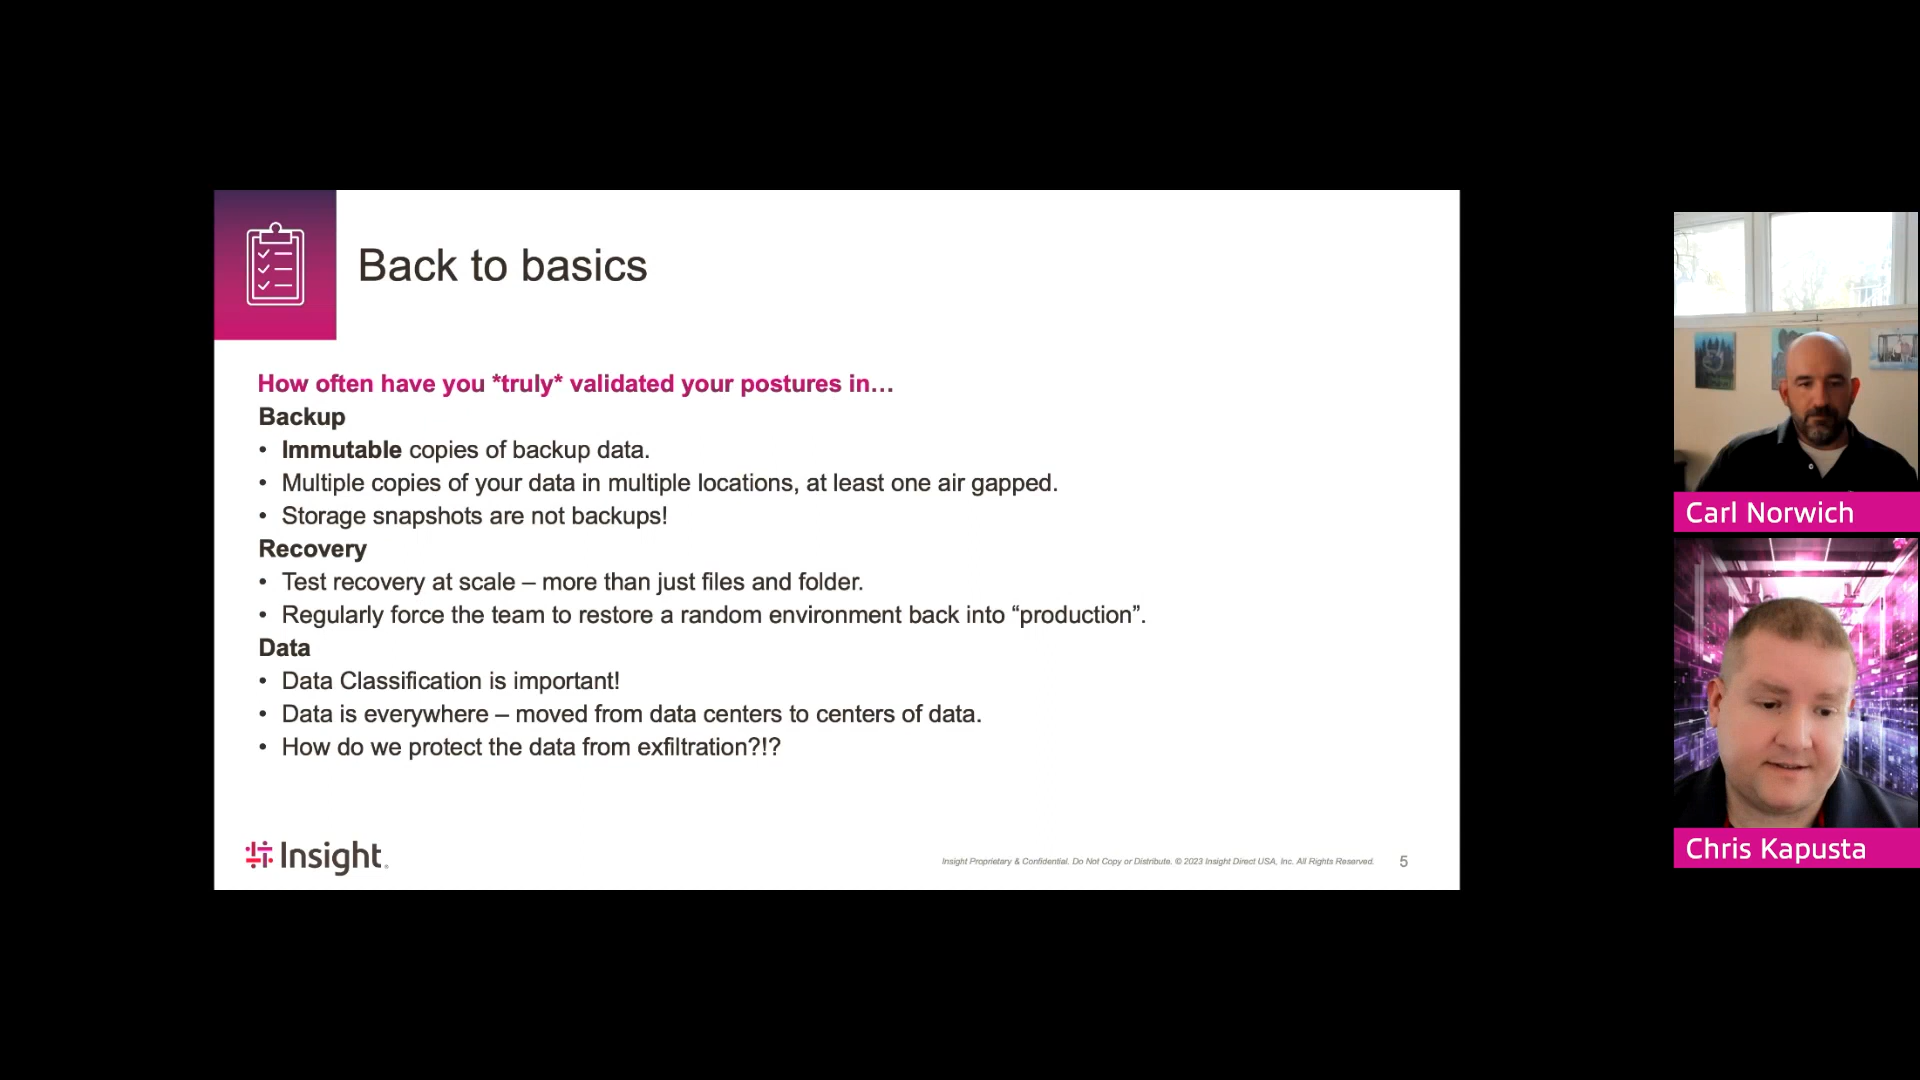 Back to basics
How often have you *truly* validated your postures in…
Backup
• Immutable copies of backup data.
• Multiple copies of your data in multiple locations, at least one air gapped.
• Storage snapshots are not backups!
Recovery
• Test recovery at scale – more than just files and folder.
• Regularly force the team to restore a random environment back into “production”.
Data
• Data Classification is important!
• Data is everywhere – moved from data centers to centers of data.
• How do we protect the data from exfiltration?!?
Insight
Insight Proprietary & Confidential. Do Not Copy or Distribute. © 2023 Insight Direct USA, Inc. All Rights Reserved.
5
Carl Norwich
Chris Kapusta